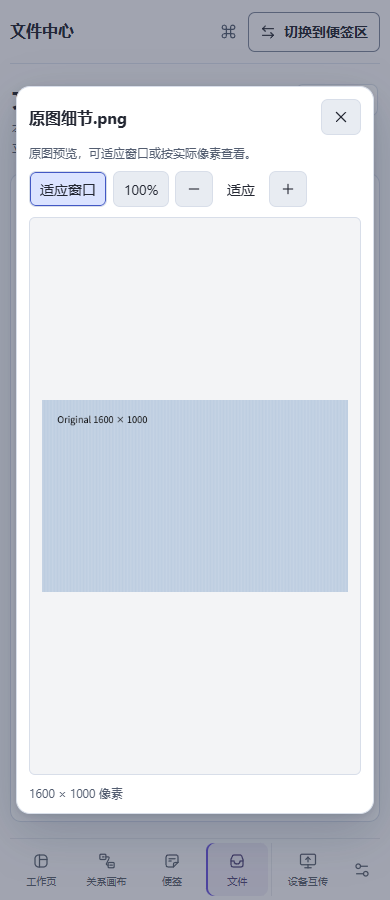 文件中心
切换到便签区
原图细节.png
原图预览，可适应窗口或按实际像素查看。
适应窗口
100%
适应
Original 1600 × 1000
1600 × 1000 像素
工作页
关系画布
便签
文件
设备互传